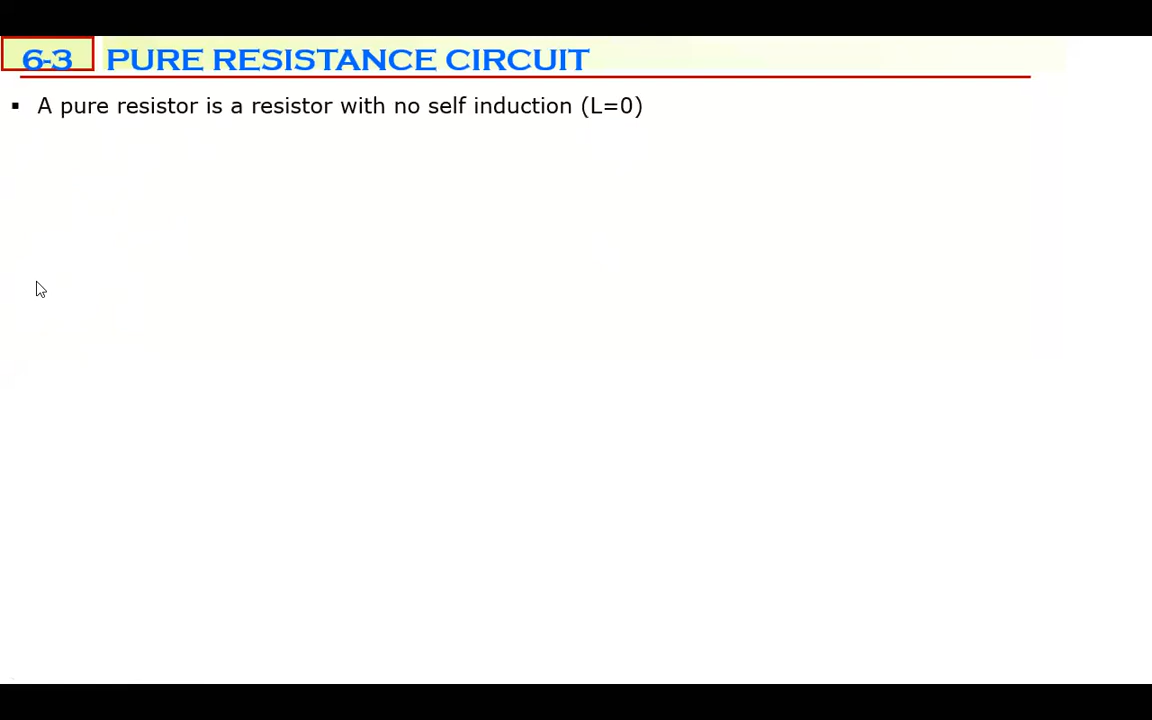 6-3 PURE RESISTANCE CIRCUIT
▪ A pure resistor is a resistor with no self induction (L=0)